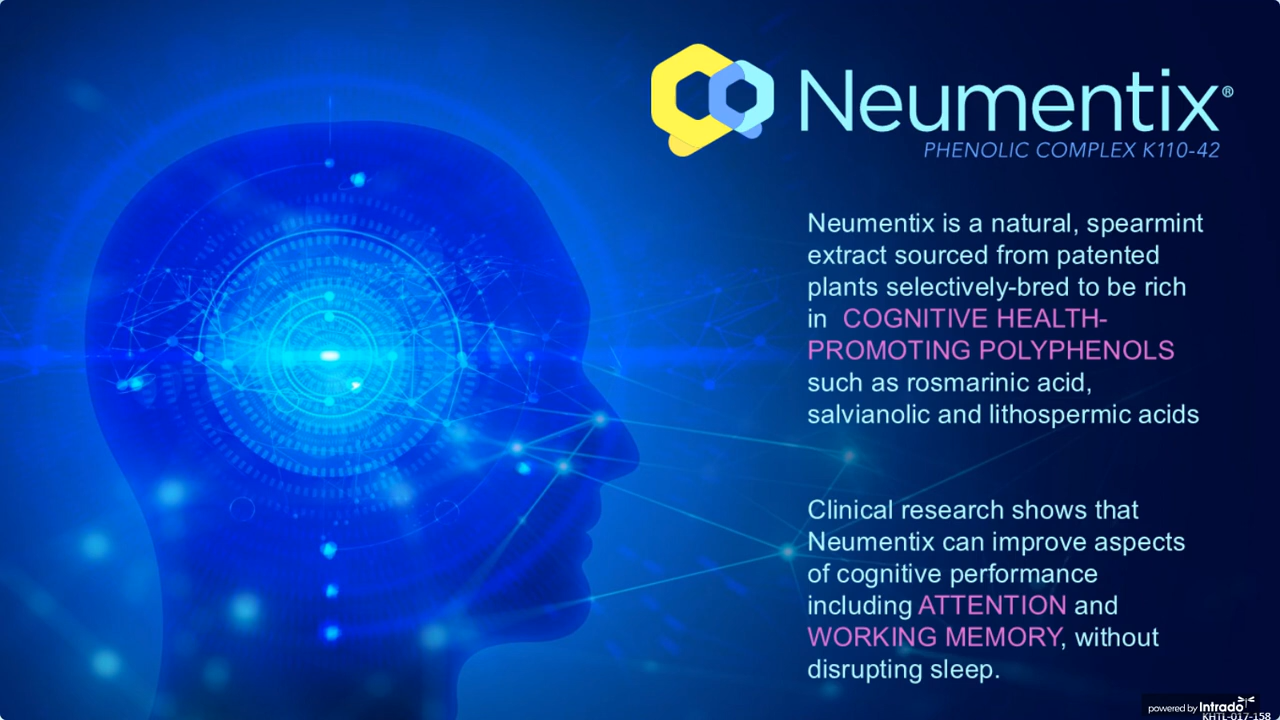 Neumentix®
PHENOLIC COMPLEX K110-42
Neumentix is a natural, spearmint
extract sourced from patented
plants selectively-bred to be rich
in COGNITIVE HEALTH-
PROMOTING POLYPHENOLS
such as rosmarinic acid,
salvianolic and lithospermic acids
Clinical research shows that
Neumentix can improve aspects
of cognitive performance
including ATTENTION and
WORKING MEMORY, without
disrupting sleep.
powered by Intrado
KHTL-017-158